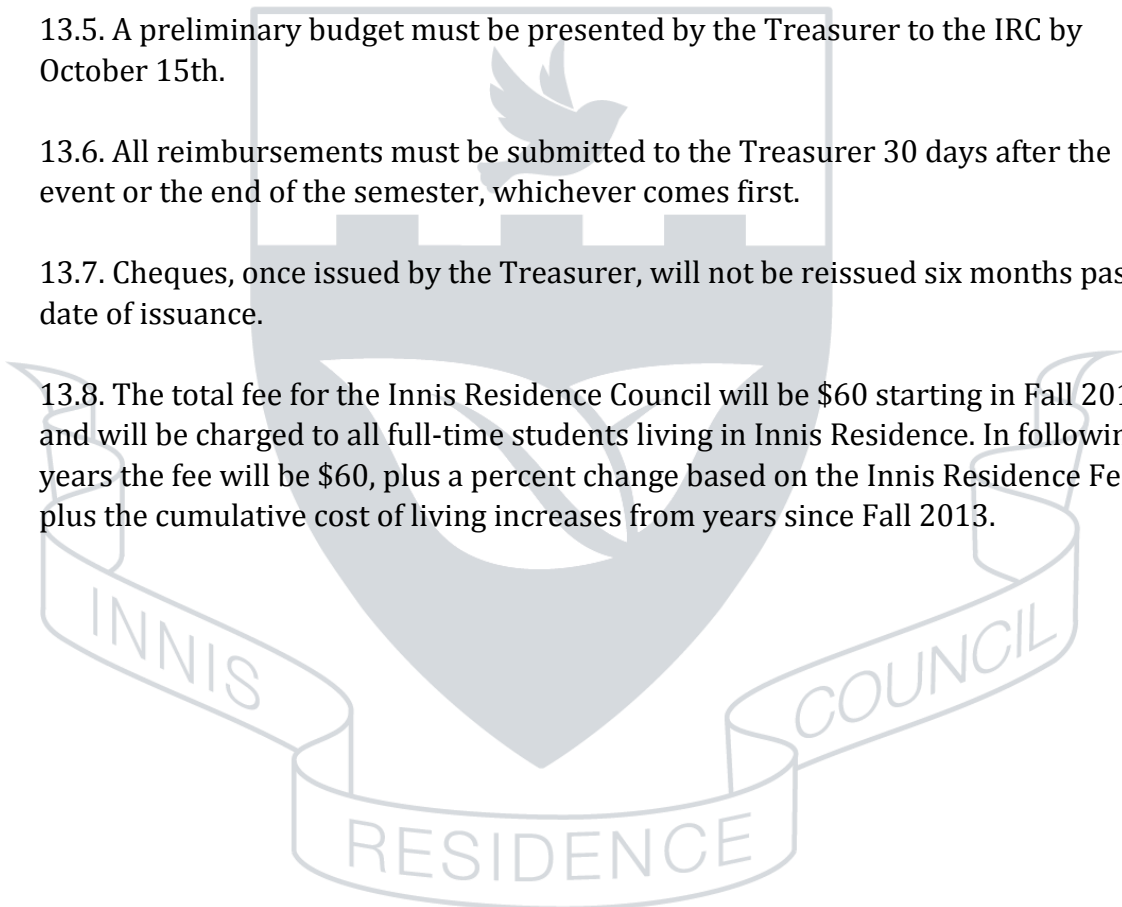 13.5. A preliminary budget must be presented by the Treasurer to the IRC by
October 15th.
13.6. All reimbursements must be submitted to the Treasurer 30 days after the
event or the end of the semester, whichever comes first.
13.7. Cheques, once issued by the Treasurer, will not be reissued six months pas
date of issuance.
13.8. The total fee for the Innis Residence Council will be $60 starting in Fall 201
and will be charged to all full-time students living in Innis Residence. In followin
years the fee will be $60, plus a percent change based on the Innis Residence Fe
plus the cumulative cost of living increases from years since Fall 2013.
INNIS
RESIDENCE
COUNCIL